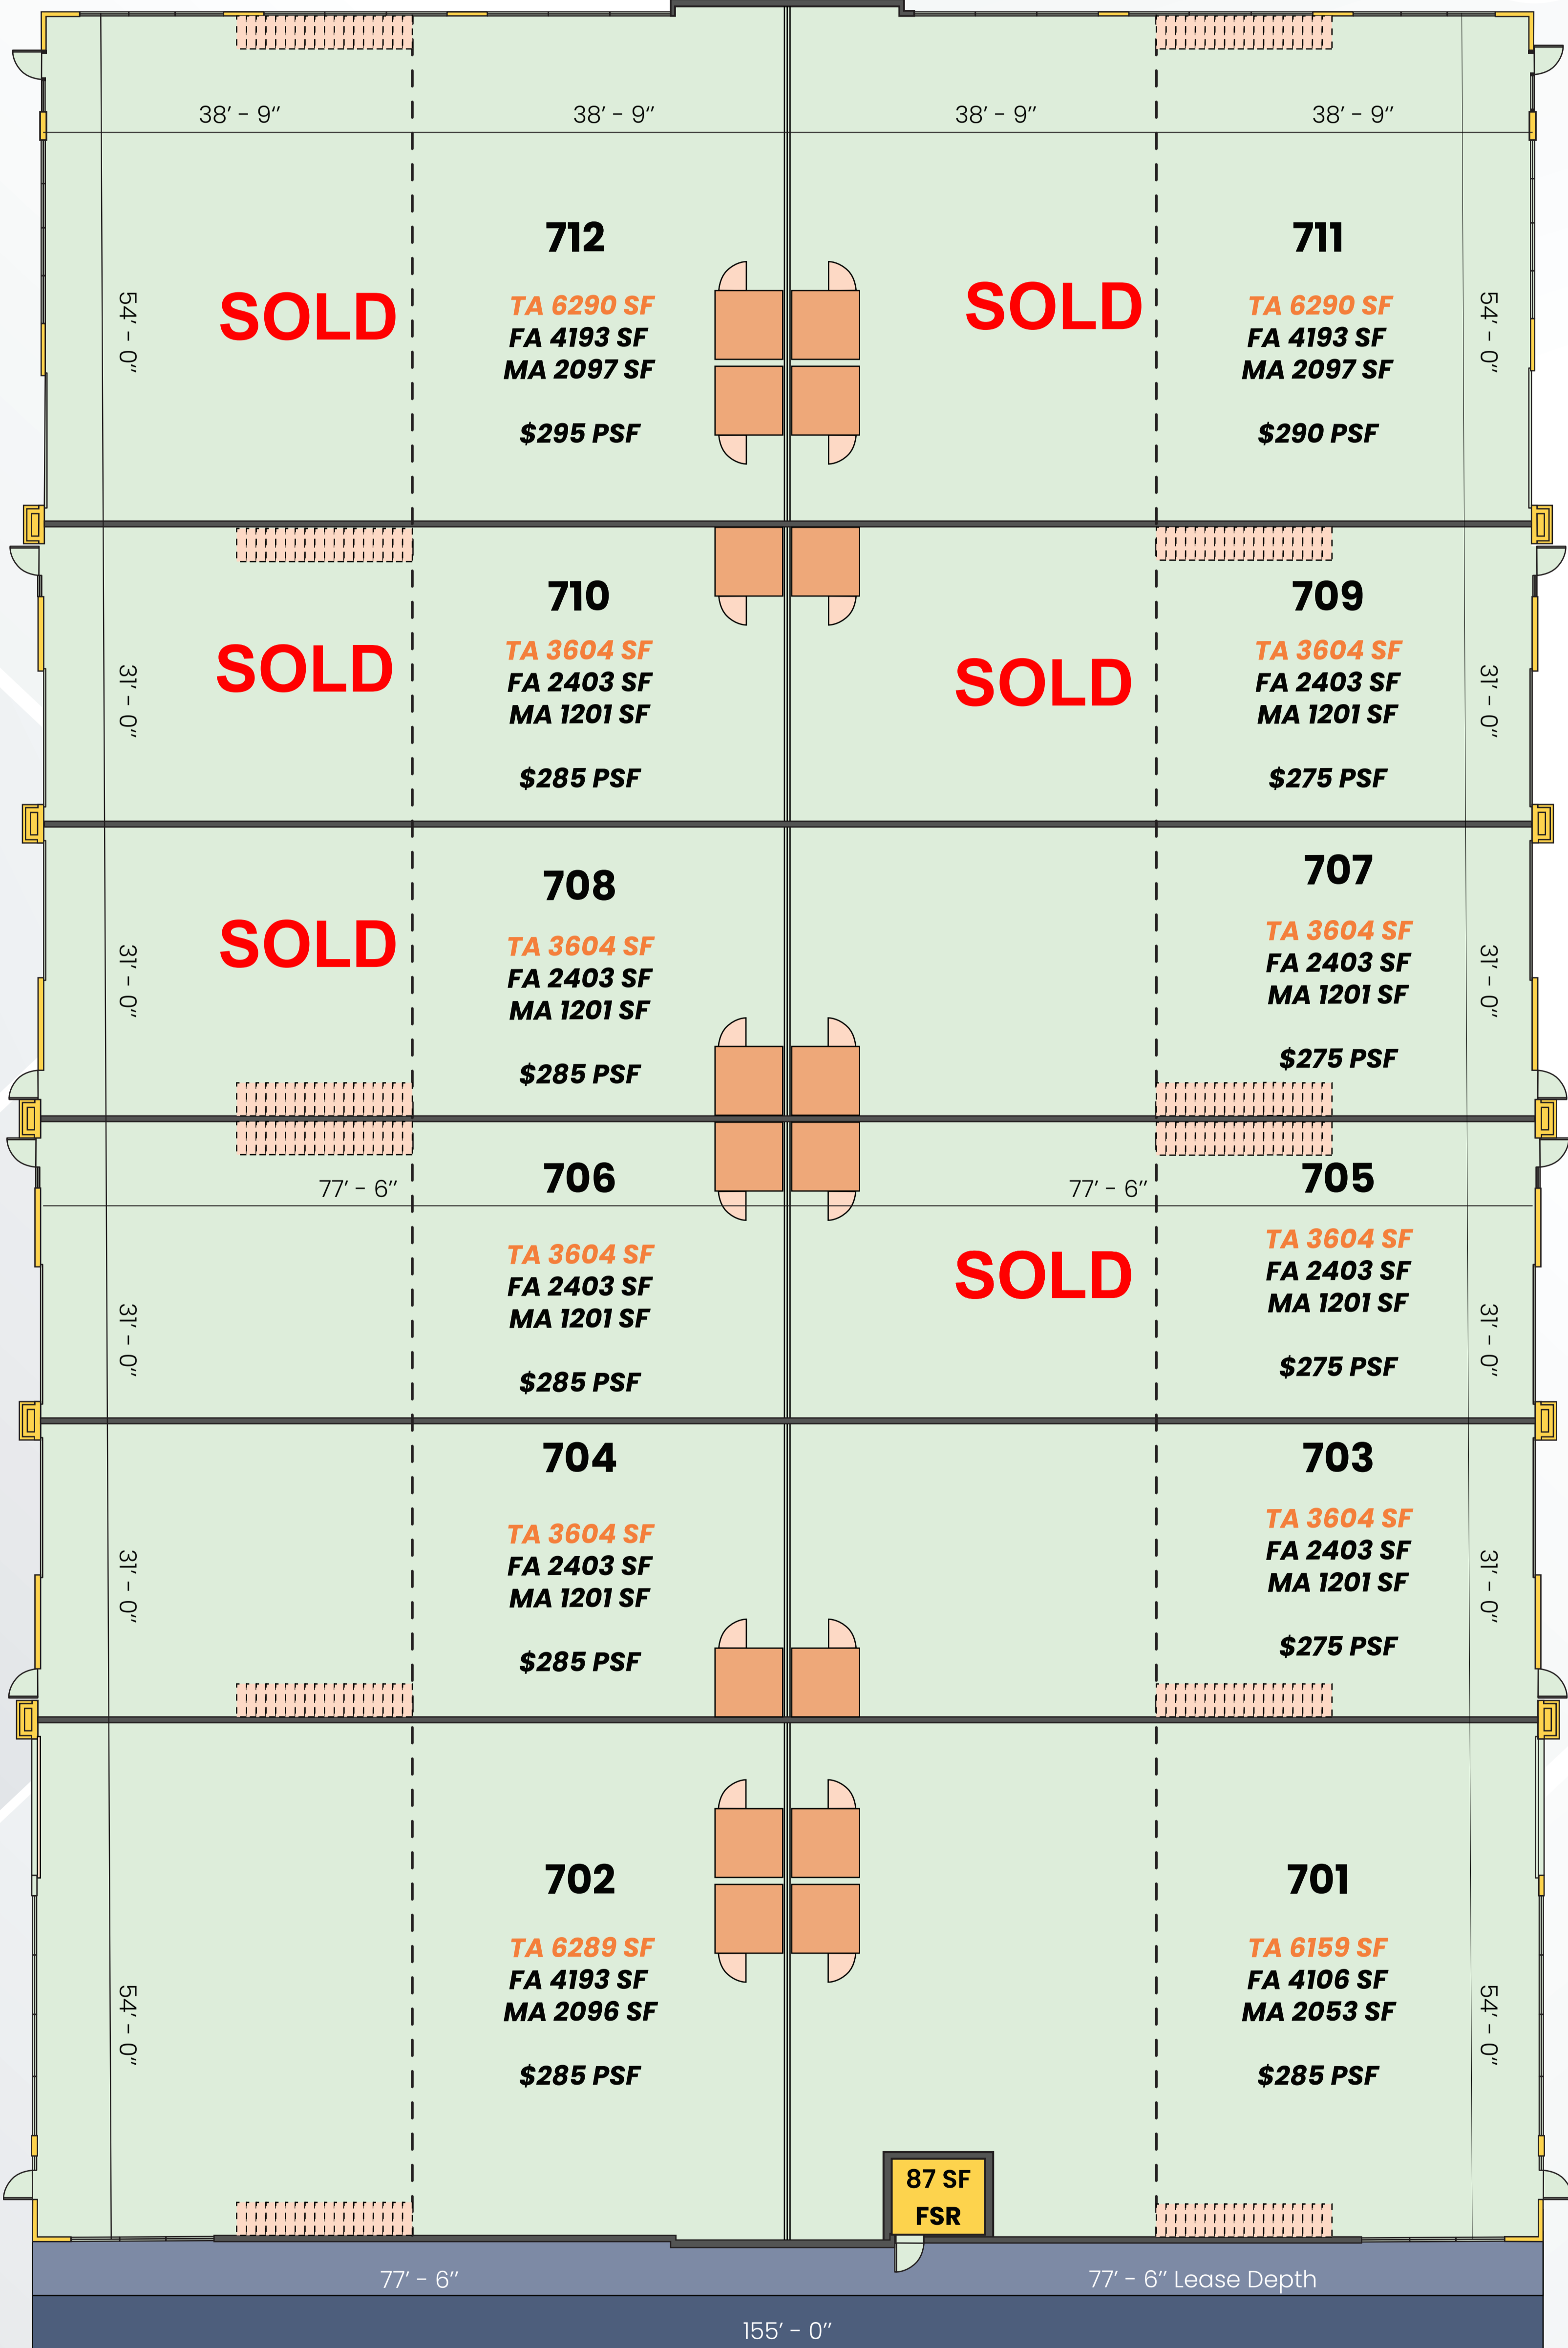 38’ - 9’’
38’ - 9’’
38’ - 9’’
38’ - 9’’
54’ - 0’’
SOLD
712
TA 6290 SF
FA 4193 SF
MA 2097 SF
$295 PSF
SOLD
711
TA 6290 SF
FA 4193 SF
MA 2097 SF
$290 PSF
54’ - 0’’
31’ - 0’’
SOLD
710
TA 3604 SF
FA 2403 SF
MA 1201 SF
$285 PSF
SOLD
709
TA 3604 SF
FA 2403 SF
MA 1201 SF
$275 PSF
31’ - 0’’
31’ - 0’’
SOLD
708
TA 3604 SF
FA 2403 SF
MA 1201 SF
$285 PSF
707
TA 3604 SF
FA 2403 SF
MA 1201 SF
$275 PSF
31’ - 0’’
77’ - 6’’
31’ - 0’’
706
TA 3604 SF
FA 2403 SF
MA 1201 SF
$285 PSF
77’ - 6’’
SOLD
705
TA 3604 SF
FA 2403 SF
MA 1201 SF
$275 PSF
31’ - 0’’
31’ - 0’’
704
TA 3604 SF
FA 2403 SF
MA 1201 SF
$285 PSF
703
TA 3604 SF
FA 2403 SF
MA 1201 SF
$275 PSF
31’ - 0’’
54’ - 0’’
702
TA 6289 SF
FA 4193 SF
MA 2096 SF
$285 PSF
701
TA 6159 SF
FA 4106 SF
MA 2053 SF
$285 PSF
54’ - 0’’
87 SF
FSR
77’ - 6’’
77’ - 6’’ Lease Depth
155’ - 0’’